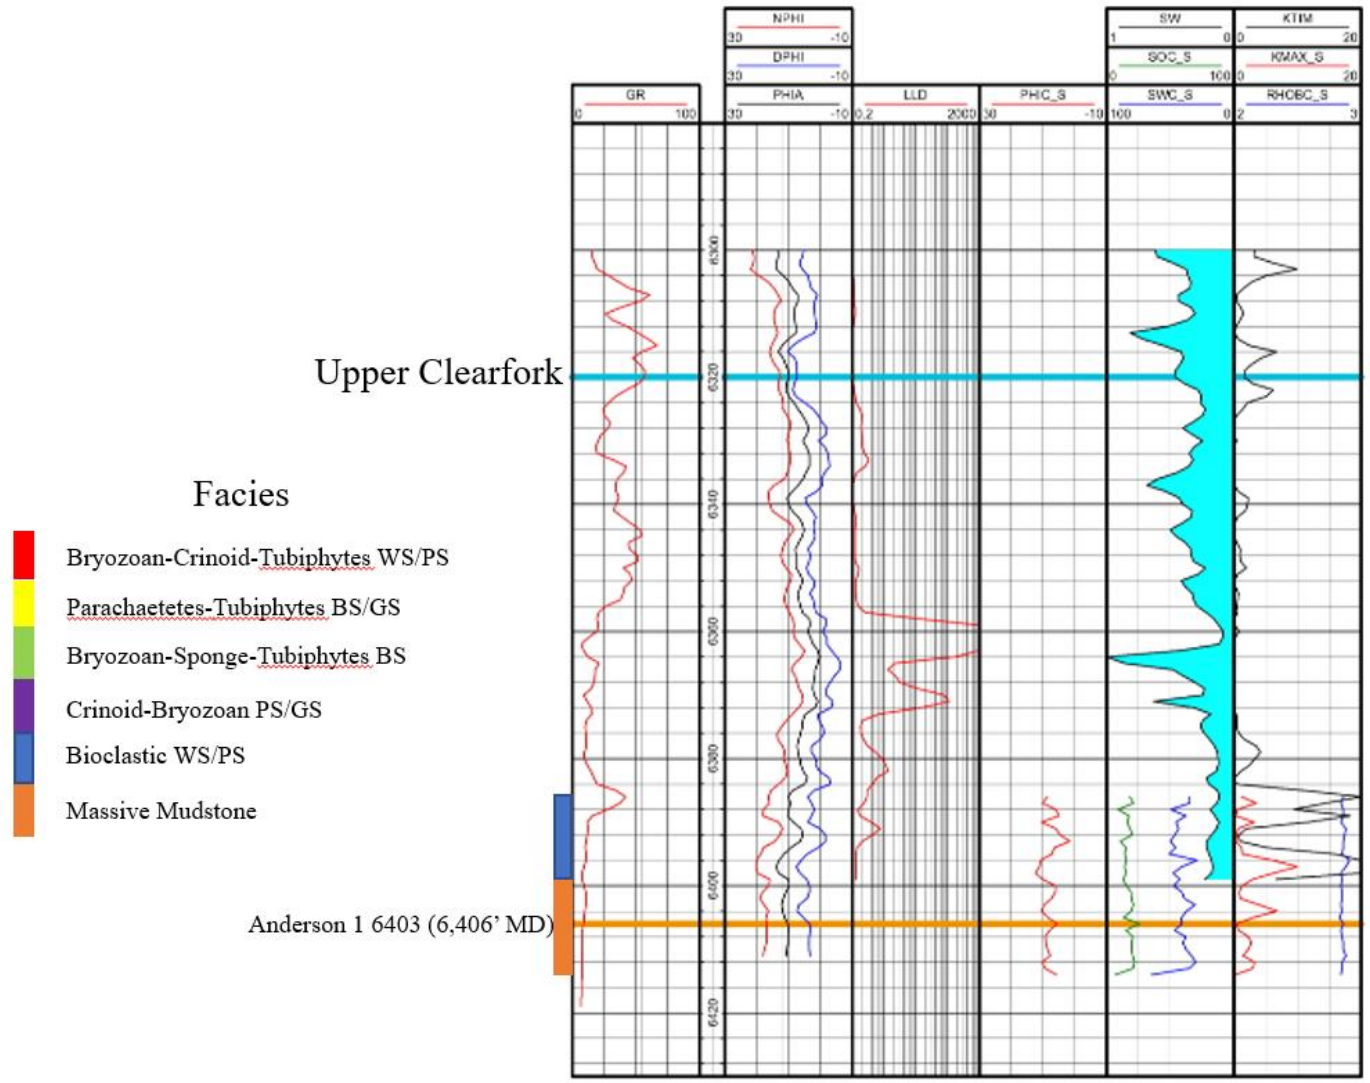 NPHI
30 -10
DPHI
30 -10
SW
1 0
SOC_S
0 100
KTIM
0 20
KMAX_S
0 20
GR
0 100
PHIA
30 -10
LLD
0.2 2000
PHIC_S
30 -10
SWC_S
100 0
RHOBC_S
2 3
6300
Upper Clearfork
6320
Facies
6340
Bryozoan-Crinoid-Tubiphytes WS/PS
Parachaetetes-Tubiphytes BS/GS
6360
Bryozoan-Sponge-Tubiphytes BS
Crinoid-Bryozoan PS/GS
Bioclastic WS/PS
6380
Massive Mudstone
6400
Anderson 1 6403 (6,406’ MD)
6420